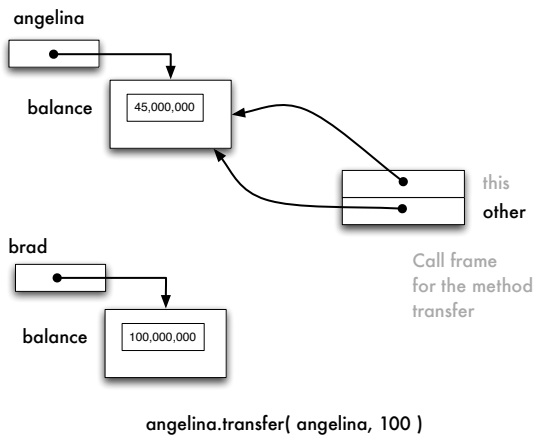 angelina
balance
45,000,000
this
other
Call frame
for the method
transfer
brad
balance
100,000,000
angelina.transfer( angelina, 100 )